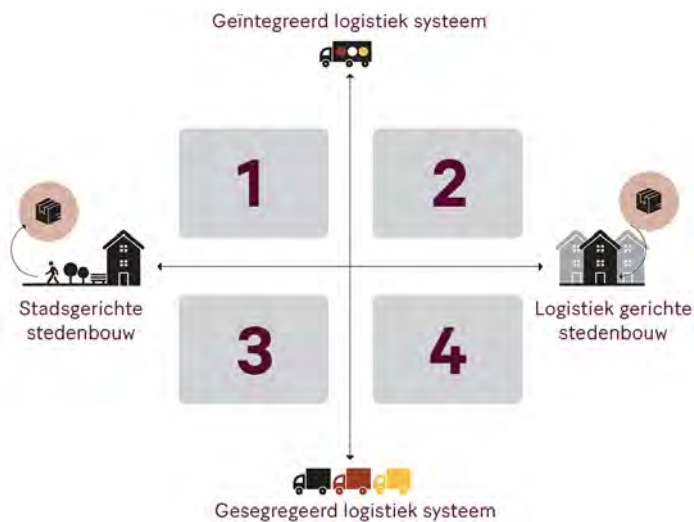 Geïntegreerd logistiek systeem
1
2
Stadsgerichte
stedenbouw
Logistiek gerichte
stedenbouw
3
4
Gesegregeerd logistiek systeem